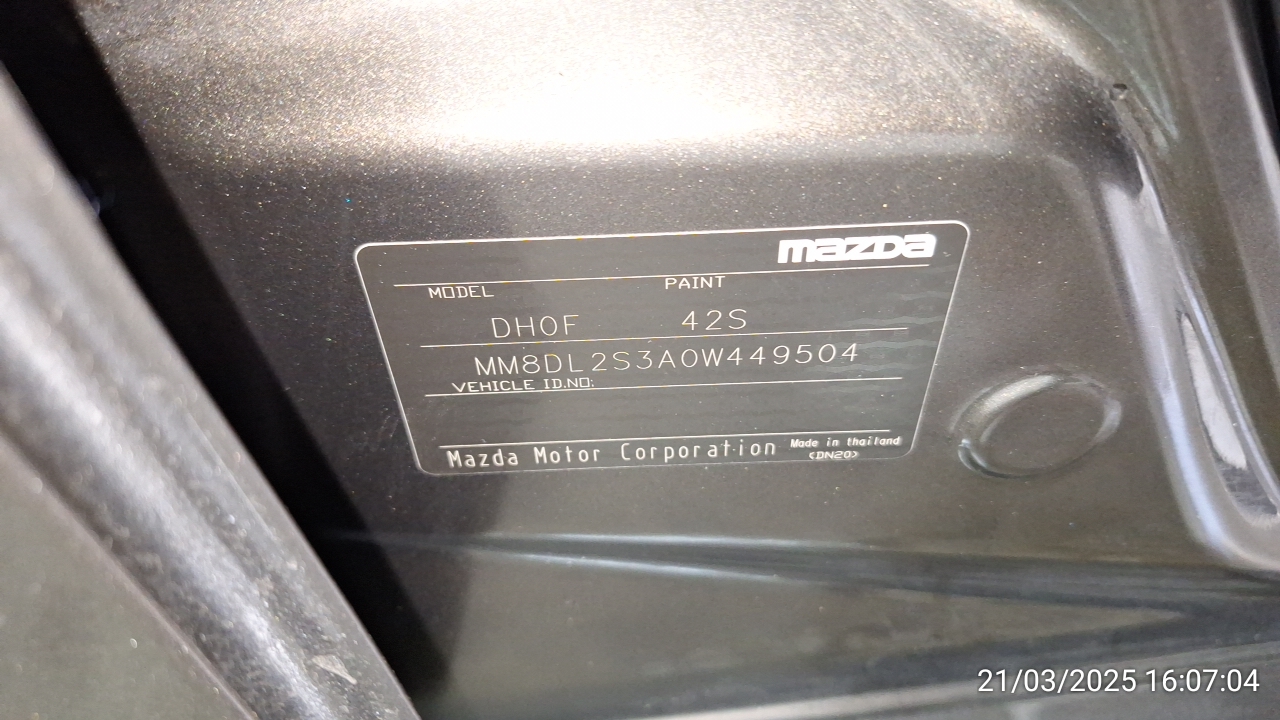 mazda
MODEL PAINT
DH0F 42S
MM8DL2S3A0W449504
VEHICLE ID.NO:
Mazda Motor Corporation Made in thailand
<DN20>
21/03/2025 16:07:04